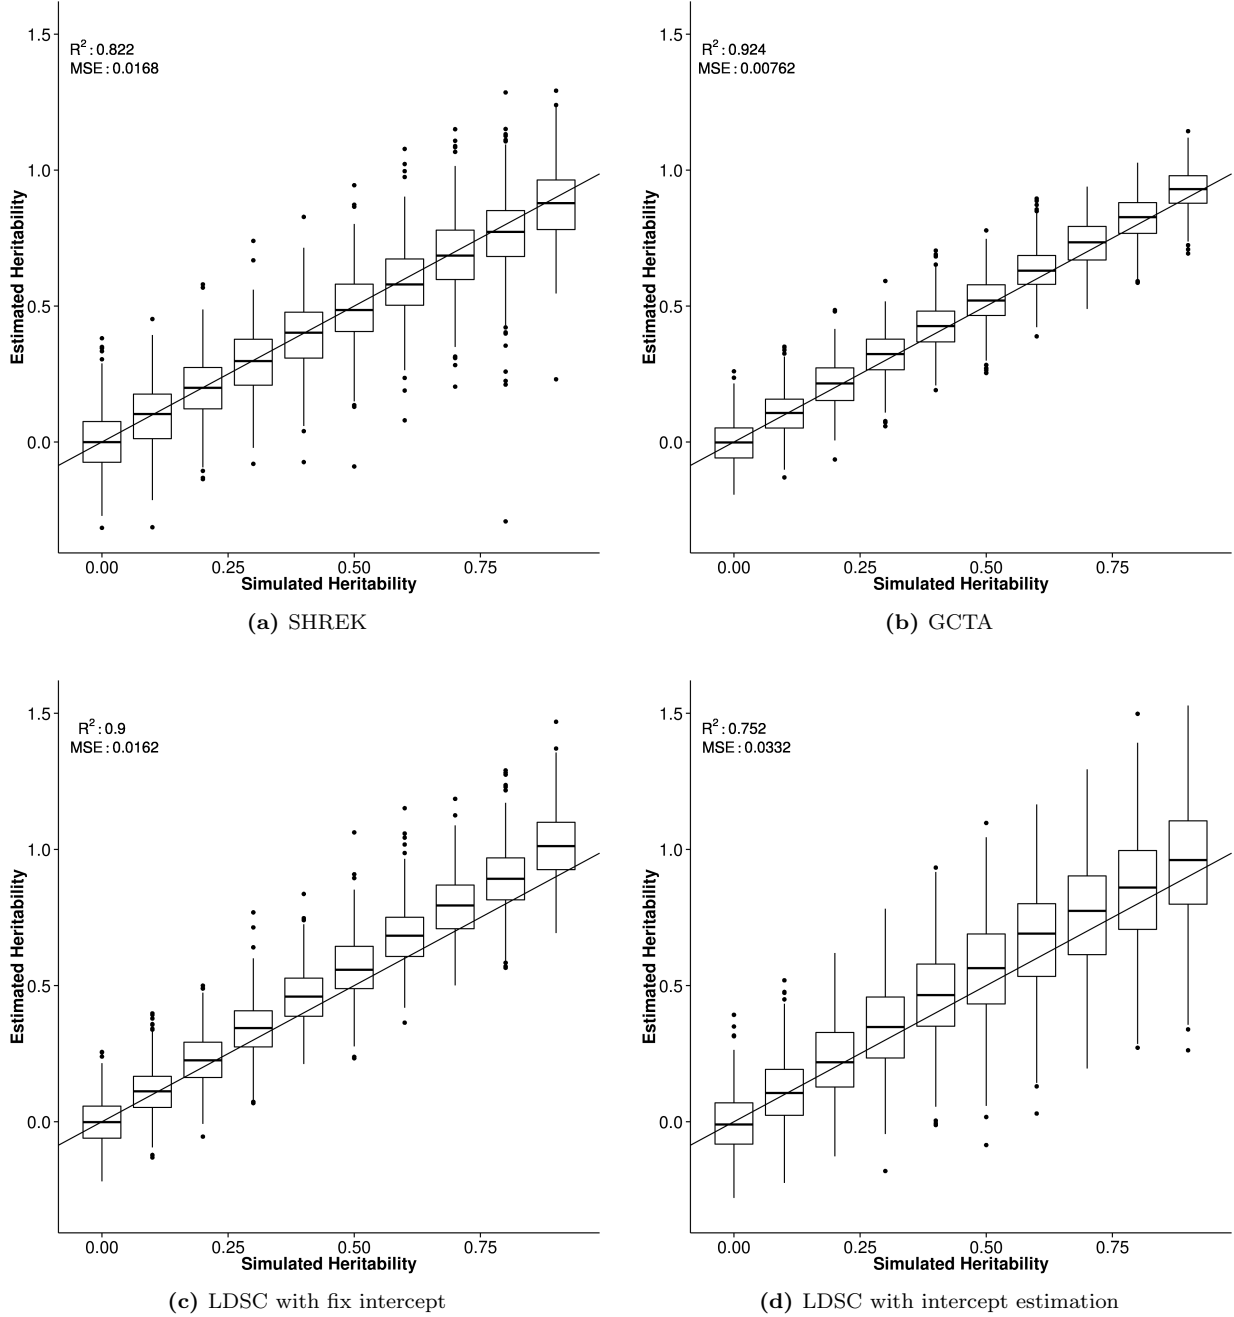 R²: 0.822
MSE: 0.0168
Estimated Heritability
1.5
1.0
0.5
0.0
0.00 0.25 0.50 0.75
Simulated Heritability
(a) SHREK
R²: 0.924
MSE: 0.00762
Estimated Heritability
1.5
1.0
0.5
0.0
0.00 0.25 0.50 0.75
Simulated Heritability
(b) GCTA
R²: 0.9
MSE: 0.0162
Estimated Heritability
1.5
1.0
0.5
0.0
0.00 0.25 0.50 0.75
Simulated Heritability
(c) LDSC with fix intercept
R²: 0.752
MSE: 0.0332
Estimated Heritability
1.5
1.0
0.5
0.0
0.00 0.25 0.50 0.75
Simulated Heritability
(d) LDSC with intercept estimation